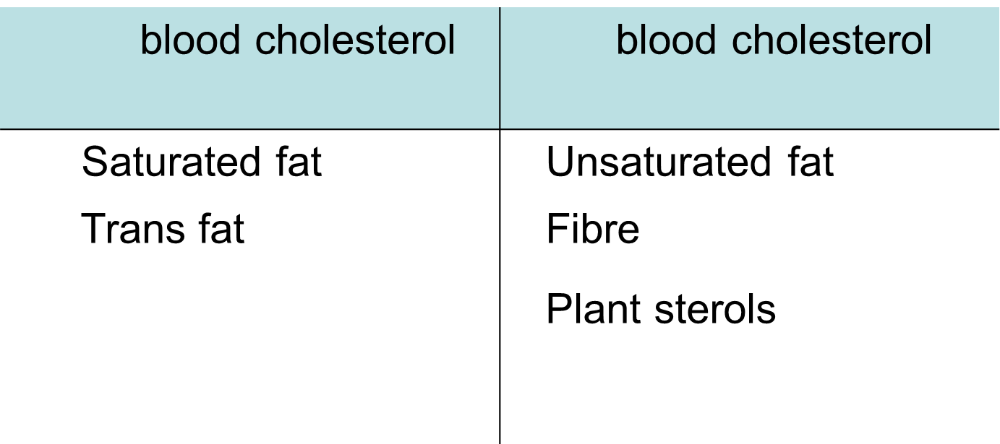 blood cholesterol blood cholesterol
Saturated fat Unsaturated fat
Trans fat Fibre
Plant sterols